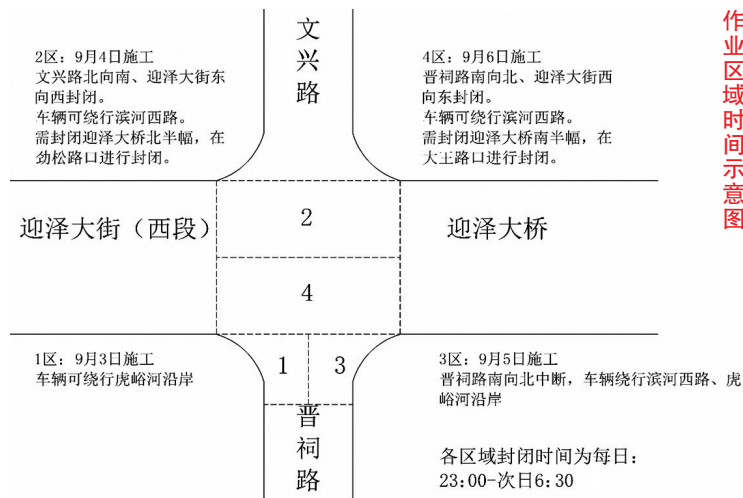 作业区域时间示意图
文兴路
2区：9月4日施工
文兴路北向南、迎泽大街东
向西封闭。
车辆可绕行滨河西路。
需封闭迎泽大桥北半幅，在
劲松路口进行封闭。
4区：9月6日施工
晋祠路南向北、迎泽大街西
向东封闭。
车辆可绕行滨河西路。
需封闭迎泽大桥南半幅，在
大王路口进行封闭。
迎泽大街（西段）
2
迎泽大桥
4
1区：9月3日施工
车辆可绕行虎峪河沿岸
1
3
3区：9月5日施工
晋祠路南向北中断，车辆绕行滨河西路、虎
峪河沿岸
晋祠路
各区域封闭时间为每日：
23:00-次日6:30